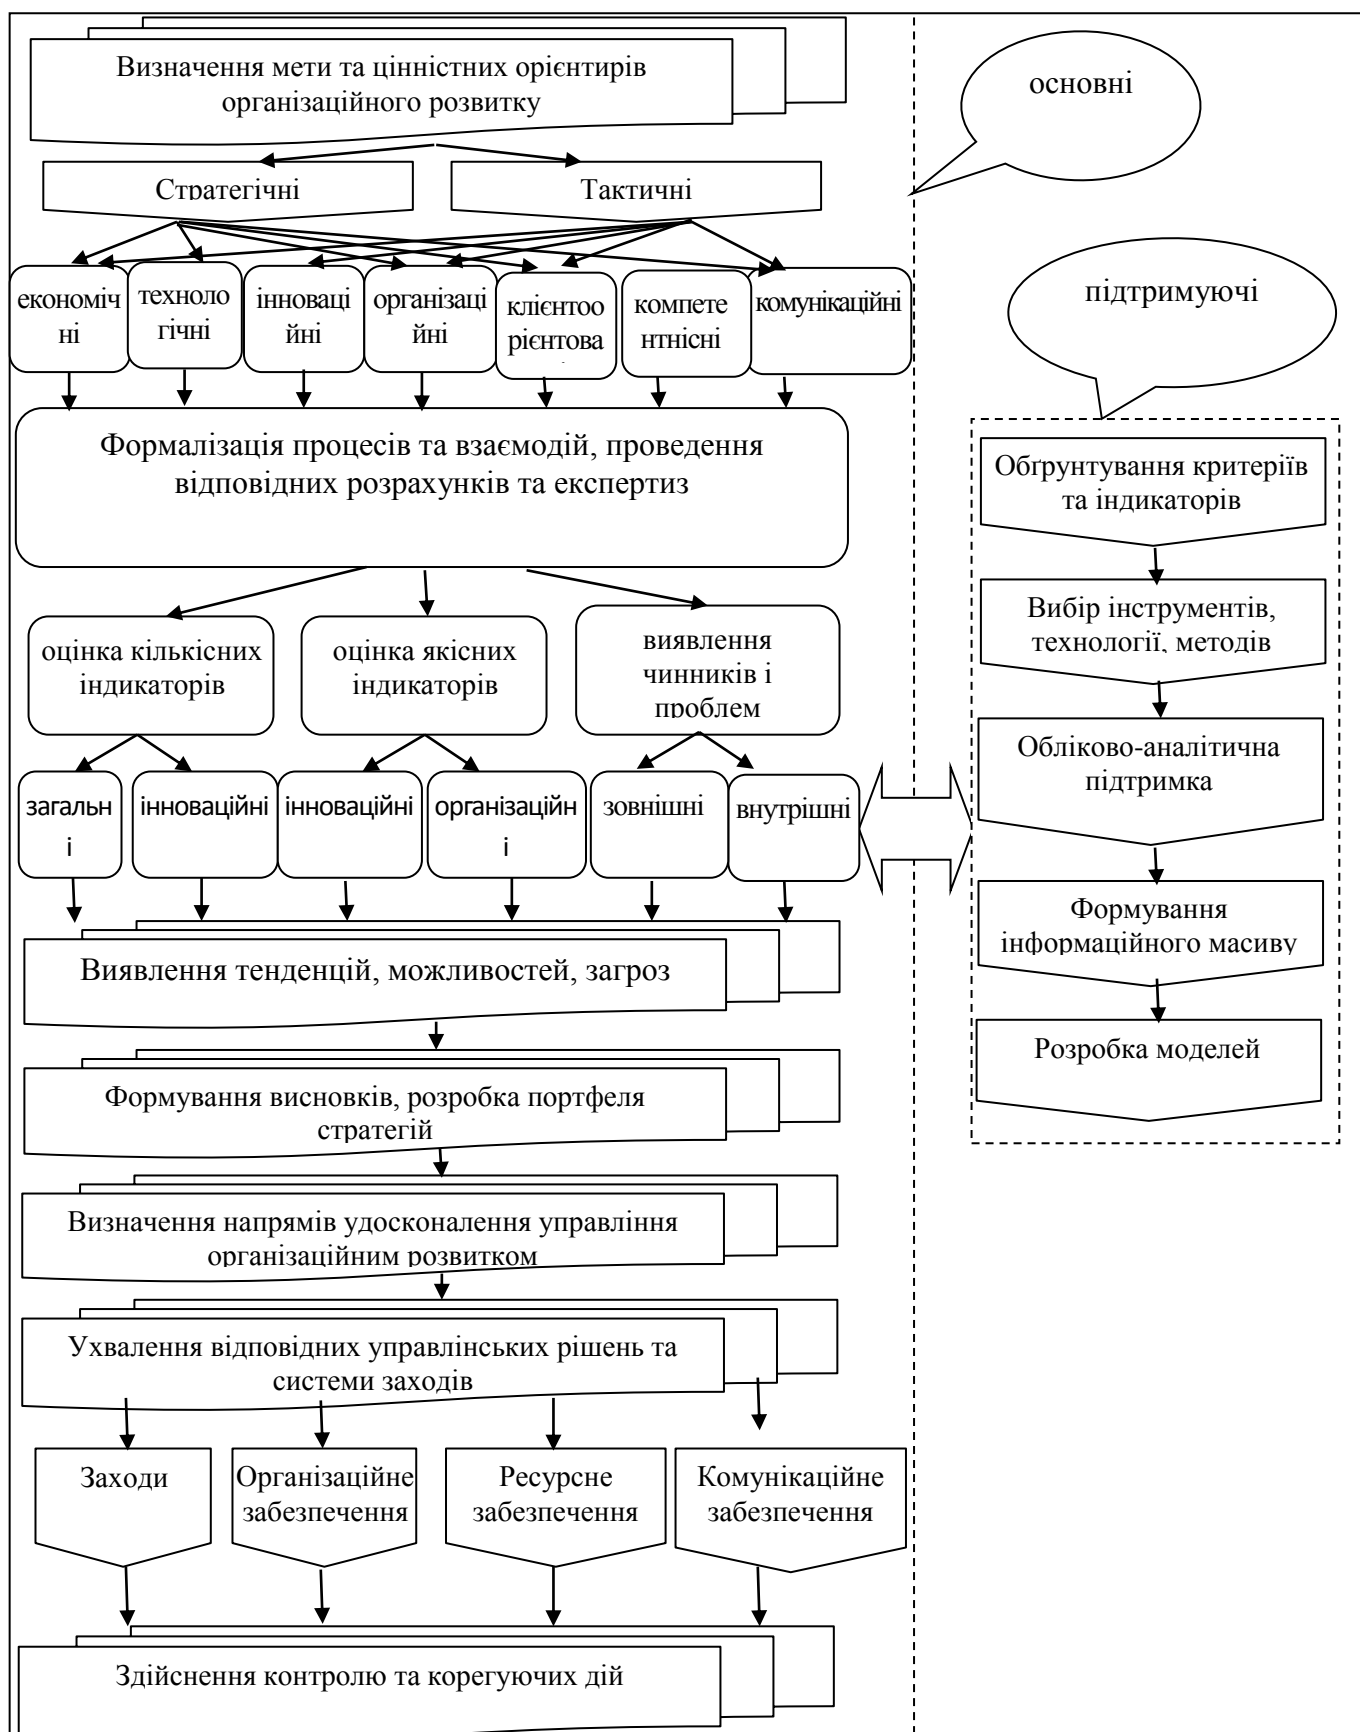 Визначення мети та ціннistних орієнтирів
організаційного розвитку
основні
Стратегічні
Тактичні
підтримуючі
економіч
ні
техноло
гічні
інноваці
йні
організаці
йні
клієнтоо
рієнтова
компете
нтнісні
комунікаційні
Формалізація процесів та взаємодій, проведення
відповідних розрахунків та експертиз
Обґрунтування критеріїв
та індикаторів
Вибір інструментів,
технології, методів
Обліково-аналітична
підтримка
Формування
інформаційного масиву
Розробка моделей
оцінка кількісних
індикаторів
оцінка якісних
індикаторів
виявлення
чинників і
проблем
загальн
і
інноваційні
інноваційні
організаційн
і
зовнішні
внутрішні
Виявлення тенденцій, можливостей, загроз
Формування висновків, розробка портфеля
стратегій
Визначення напрямів удосконалення управління
організаційним розвитком
Ухвалення відповідних управлінських рішень та
системи заходів
Заходи
Організаційне
забезпечення
Ресурсне
забезпечення
Комунікаційне
забезпечення
Здійснення контролю та корегуючих дій